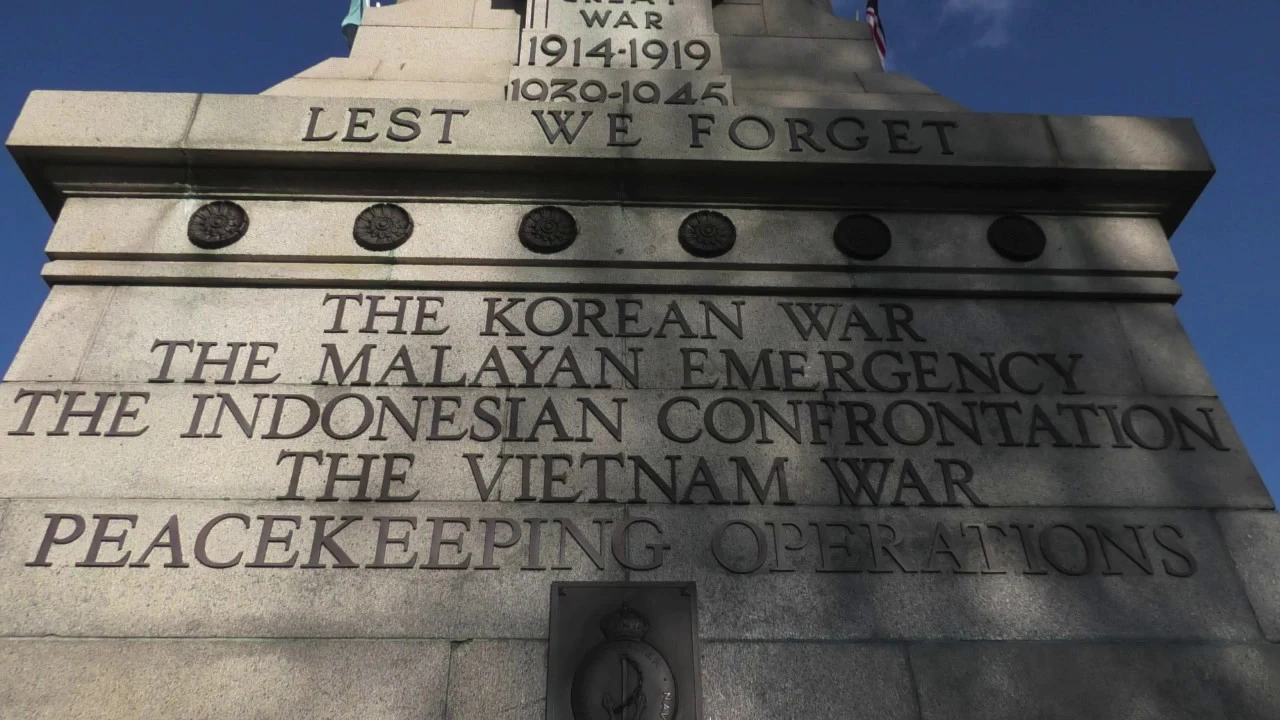 WAR
1914-1919
1939-1945
LEST WE FORGET
THE KOREAN WAR
THE MALAYAN EMERGENCY
THE INDONESIAN CONFRONTATION
THE VIETNAM WAR
PEACEKEEPING OPERATIONS